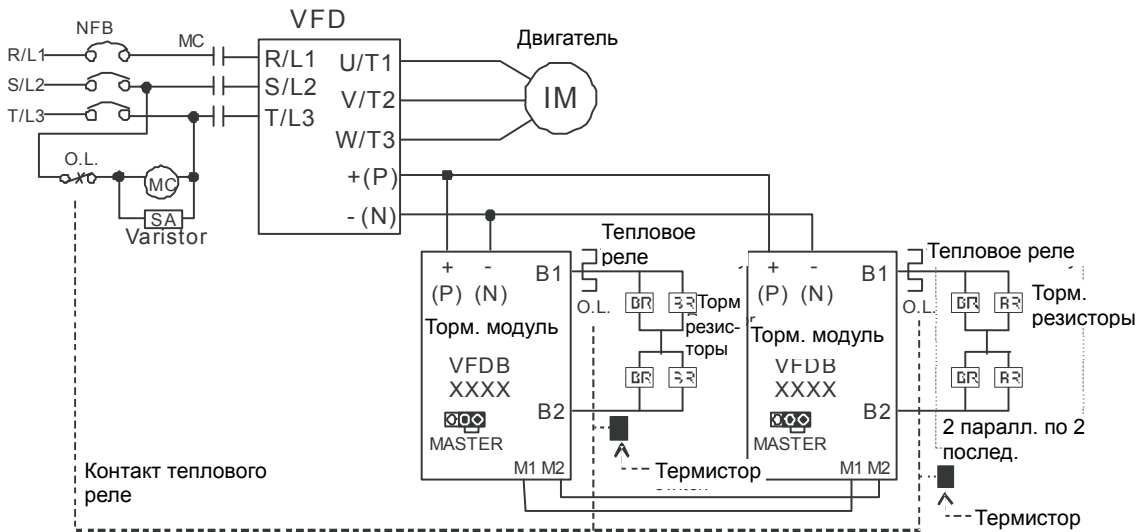 VFD
NFB
MC
Двигатель
R/L1
R/L1
U/T1
S/L2
S/L2
V/T2
IM
T/L3
T/L3
W/T3
O.L.
+(P)
MC
-(N)
SA
Varistor
Тепловое
реле
Тепловое реле
+ -
B1
(P) (N)
O.L.
BR
BR
Торм
резис-
торы
Торм. модуль
VFDB
XXXX
BR
BR
B2
MASTER
M1 M2
Термистор
+ -
B1
(P) (N)
O.L.
BR
BR
Торм.
резисторы
Торм. модуль
VFDB
XXXX
BR
BR
B2
MASTER
2 паралл. по 2
послед.
M1 M2
Термистор
Контакт теплового
реле